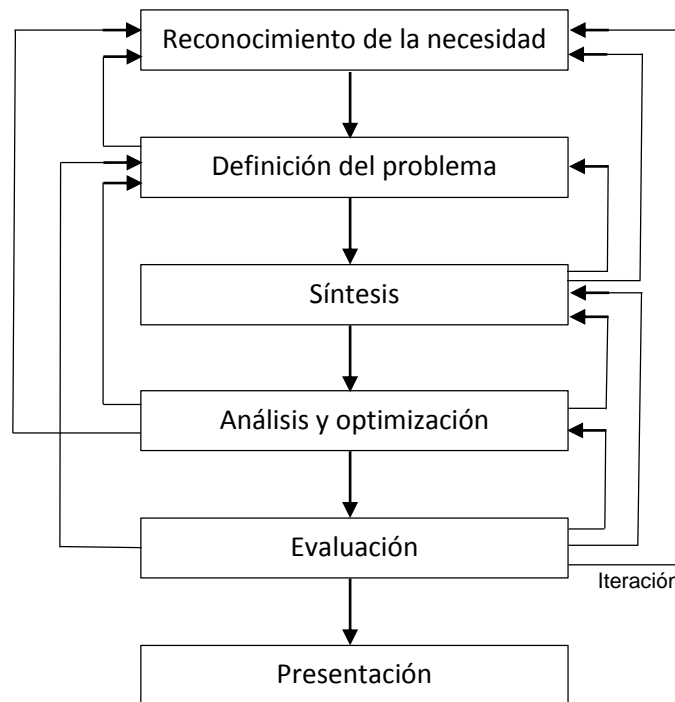 Reconocimiento de la necesidad
Definición del problema
Síntesis
Análisis y optimización
Evaluación
Iteración
Presentación